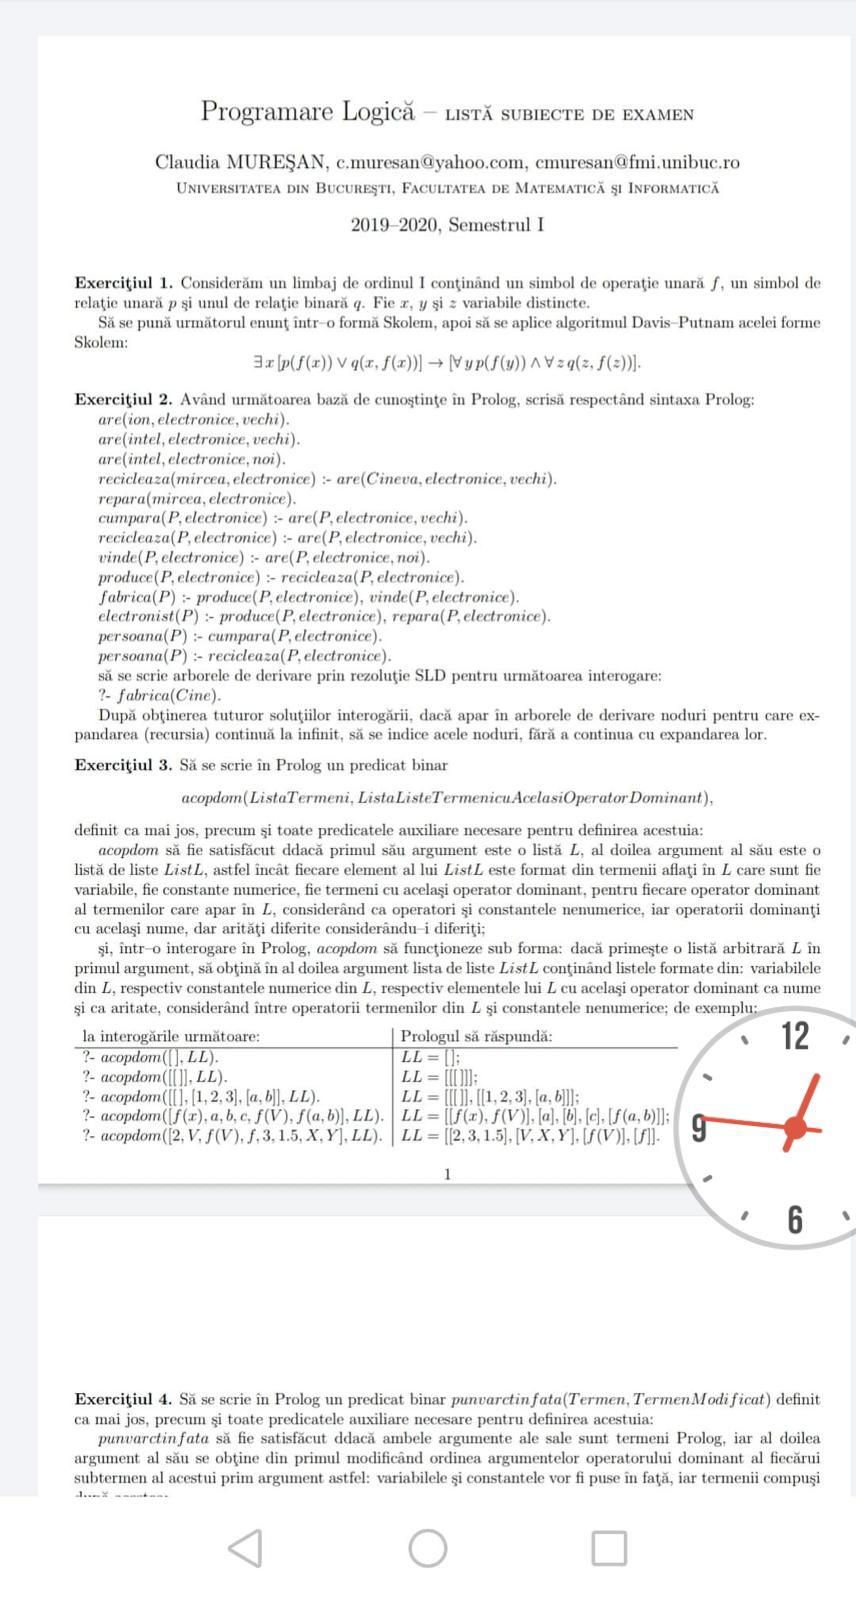 Programare Logică – LISTĂ SUBIECTE DE EXAMEN
Claudia MUREŞAN, c.muresan@yahoo.com, cmuresan@fmi.unibuc.ro
UNIVERSITATEA DIN BUCUREŞTI, FACULTATEA DE MATEMATICĂ ŞI INFORMATICĂ
2019–2020, Semestrul I
Exerciţiul 1. Considerăm un limbaj de ordinul I conţinând un simbol de operaţie unară f, un simbol de
relaţie unară p şi unul de relaţie binară q. Fie x, y şi z variabile distincte.
Să se pună următorul enunţ într–o formă Skolem, apoi să se aplice algoritmul Davis–Putnam acelei forme
Skolem:
∃ x [p(f(x)) ∨ q(x, f(x))] → [∀ y p(f(y)) ∧ ∀ z q(z, f(z))].
Exerciţiul 2. Având următoarea bază de cunoştinţe în Prolog, scrisă respectând sintaxa Prolog:
are(ion, electronice, vechi).
are(intel, electronice, vechi).
are(intel, electronice, noi).
recicleaza(mircea, electronice) :- are(Cineva, electronice, vechi).
repara(mircea, electronice).
cumpara(P, electronice) :- are(P, electronice, vechi).
recicleaza(P, electronice) :- are(P, electronice, vechi).
vinde(P, electronice) :- are(P, electronice, noi).
produce(P, electronice) :- recicleaza(P, electronice).
fabrica(P) :- produce(P, electronice), vinde(P, electronice).
electronist(P) :- produce(P, electronice), repara(P, electronice).
persoana(P) :- cumpara(P, electronice).
persoana(P) :- recicleaza(P, electronice).
să se scrie arborele de derivare prin rezoluţie SLD pentru următoarea interogare:
?- fabrica(Cine).
După obţinerea tuturor soluţiilor interogării, dacă apar în arborele de derivare noduri pentru care ex-
pandarea (recursia) continuă la infinit, să se indice acele noduri, fără a continua cu expandarea lor.
Exerciţiul 3. Să se scrie în Prolog un predicat binar
acopdom(ListaTermeni, ListaListeTermenicuAcelasiOperatorDominant),
definit ca mai jos, precum şi toate predicatele auxiliare necesare pentru definirea acestuia:
acopdom să fie satisfăcut ddacă primul său argument este o listă L, al doilea argument al său este o
listă de liste ListL, astfel încât fiecare element al lui ListL este format din termenii aflaţi în L care sunt fie
variabile, fie constante numerice, fie termeni cu acelaşi operator dominant, pentru fiecare operator dominant
al termenilor care apar în L, considerând ca operatori şi constantele nenumerice, iar operatorii dominanţi
cu acelaşi nume, dar arităţi diferite considerându–i diferiţi;
şi, într–o interogare în Prolog, acopdom să funcţioneze sub forma: dacă primeşte o listă arbitrară L în
primul argument, să obţină în al doilea argument lista de liste ListL conţinând listele formate din: variabilele
din L, respectiv constantele numerice din L, respectiv elementele lui L cu acelaşi operator dominant ca nume
şi ca aritate, considerând între operatorii termenilor din L şi constantele nenumerice; de exemplu:
la interogările următoare: Prologul să răspundă:
?- acopdom([], LL). LL = [];
?- acopdom([[]], LL). LL = [[[]]];
?- acopdom([[], [1, 2, 3], [a, b]], LL). LL = [[[]], [[1, 2, 3], [a, b]]];
?- acopdom([f(x), a, b, c, f(V), f(a, b)], LL). LL = [[f(x), f(V)], [a], [b], [c], [f(a, b)]];
?- acopdom([2, V, f(V), f, 3, 1.5, X, Y], LL). LL = [[2, 3, 1.5], [V, X, Y], [f(V)], [f]].
12
9
6
1
Exerciţiul 4. Să se scrie în Prolog un predicat binar punvarctinfata(Termen, TermenModificat) definit
ca mai jos, precum şi toate predicatele auxiliare necesare pentru definirea acestuia:
punvarctinfata să fie satisfăcut ddacă ambele argumente ale sale sunt termeni Prolog, iar al doilea
argument al său se obţine din primul modificând ordinea argumentelor operatorului dominant al fiecărui
subtermen al acestui prim argument astfel: variabilele şi constantele vor fi puse în faţă, iar termenii compuşi